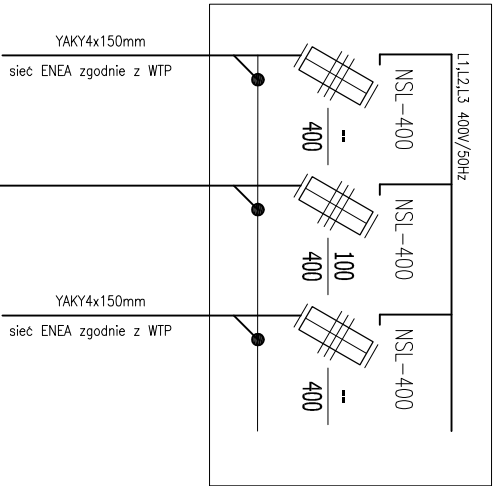 YAKY4x150mm
sieć ENEA zgodnie z WTP
L1,L2,L3 400V/50Hz
NSL-400
--
400
NSL-400
100
400
YAKY4x150mm
sieć ENEA zgodnie z WTP
NSL-400
--
400